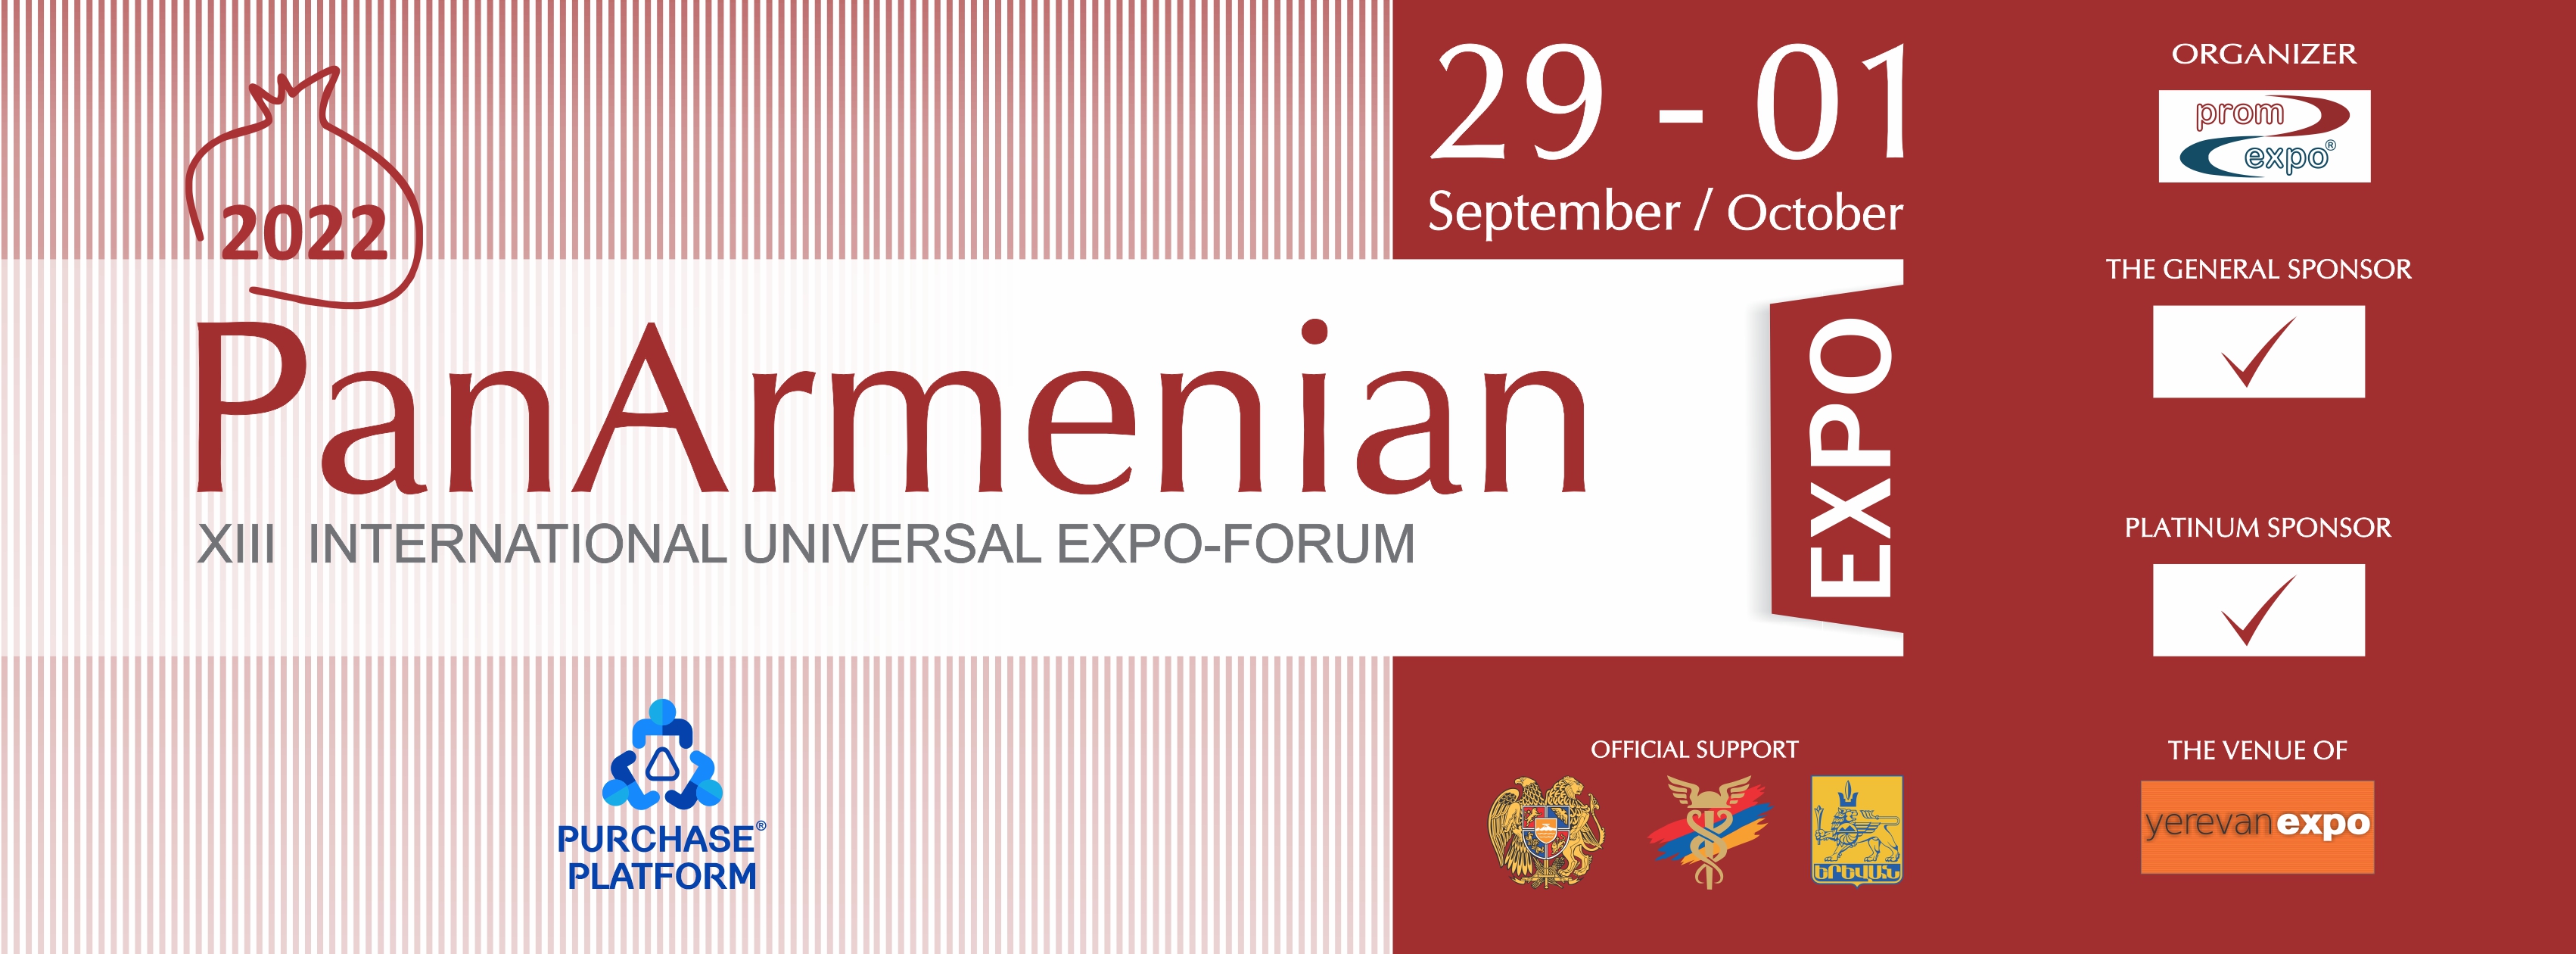 2022
PanArmenian
XIII INTERNATIONAL UNIVERSAL EXPO-FORUM
EXPO
29 - 01
September / October
PURCHASE®
PLATFORM
OFFICIAL SUPPORT
ԵՐԵՎԱՆ
ORGANIZER
prom
expo®
THE GENERAL SPONSOR
PLATINUM SPONSOR
THE VENUE OF
yerevanexpo